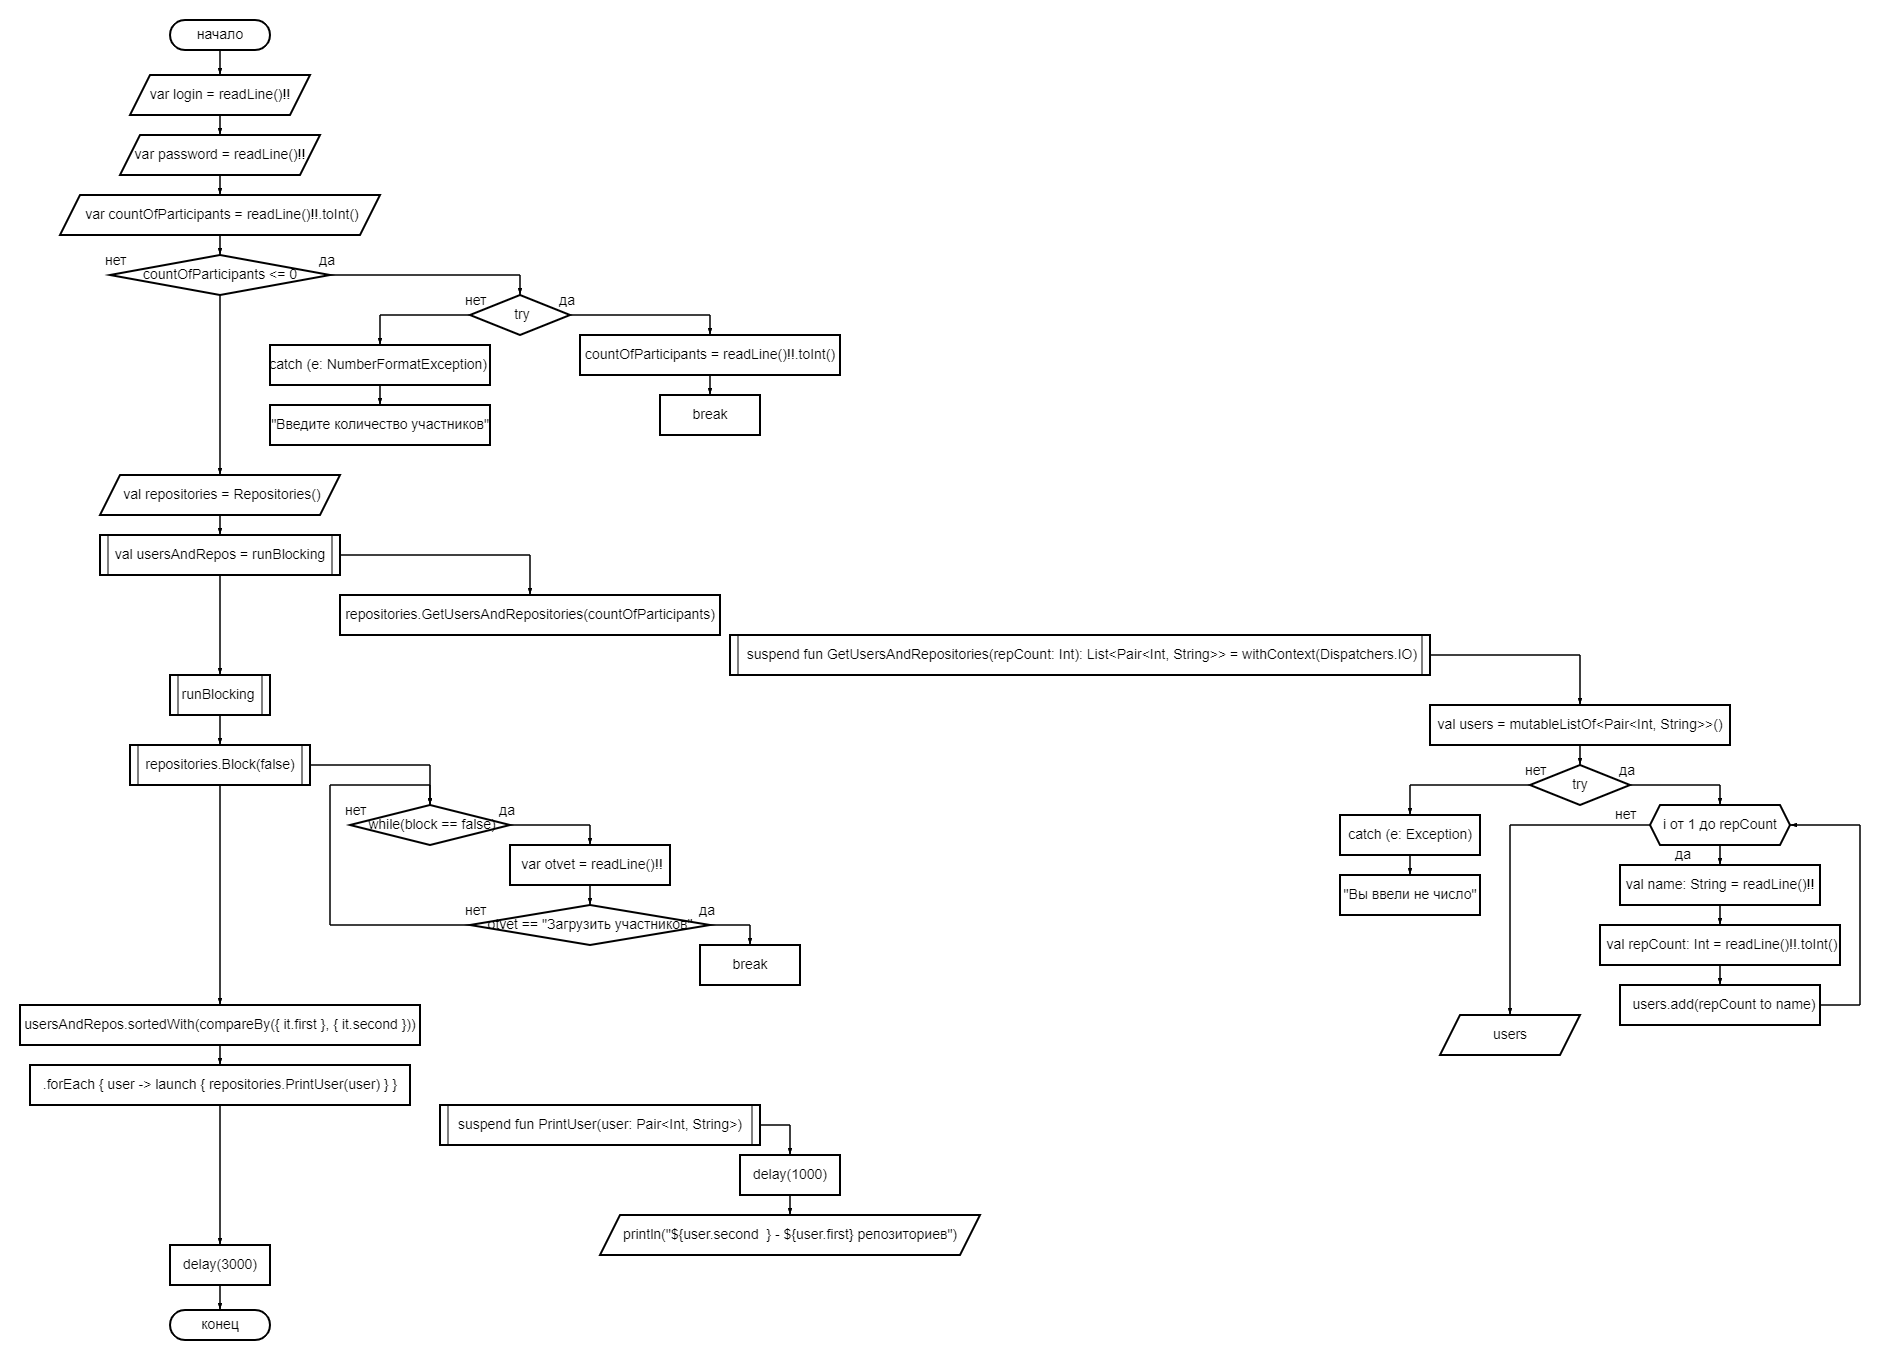 начало
var login = readLine()!!
var password = readLine()!!
var countOfParticipants = readLine()!!.toInt()
нет
да
countOfParticipants <= 0
нет
да
try
catch (e: NumberFormatException)
countOfParticipants = readLine()!!.toInt()
"Введите количество участников"
break
val repositories = Repositories()
val usersAndRepos = runBlocking
repositories.GetUsersAndRepositories(countOfParticipants)
suspend fun GetUsersAndRepositories(repCount: Int): List<Pair<Int, String>> = withContext(Dispatchers.IO)
val users = mutableListOf<Pair<Int, String>>()
нет
да
try
catch (e: Exception)
"Вы ввели не число"
нет
i от 1 до repCount
да
val name: String = readLine()!!
val repCount: Int = readLine()!!.toInt()
users.add(repCount to name)
users
runBlocking
repositories.Block(false)
нет
да
while(block == false)
var otvet = readLine()!!
нет
да
otvet == "Загрузить участников"
break
usersAndRepos.sortedWith(compareBy({ it.first }, { it.second }))
.forEach { user -> launch { repositories.PrintUser(user) } }
suspend fun PrintUser(user: Pair<Int, String>)
delay(1000)
println("${user.second  } - ${user.first} репозиториев")
delay(3000)
конец